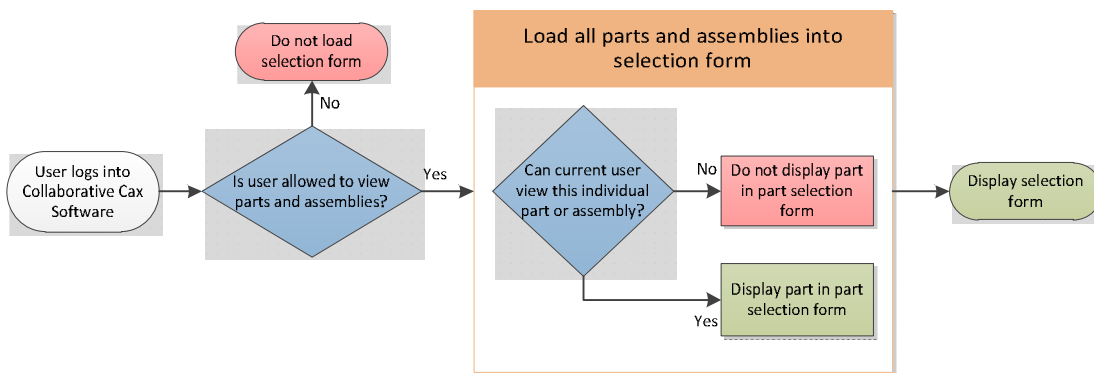 Do not load
selection form
No
User logs into
Collaborative Cax
Software
Is user allowed to view
parts and assemblies?
Yes
Load all parts and assemblies into
selection form
Can current user
view this individual
part or assembly?
No
Do not display part
in part selection
form
Yes
Display part in part
selection form
Display selection
form